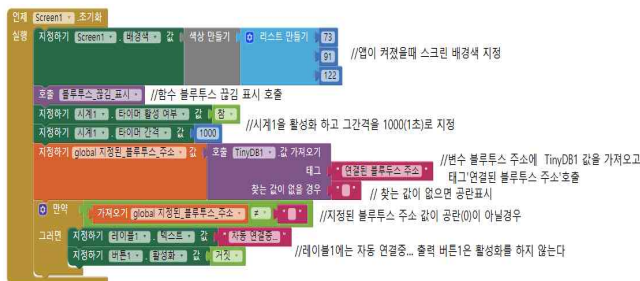 언제 Screen1 .초기화
실행 지정하기 Screen1 . 배경색 값 색상 만들기 리스트 만들기 73
91
122
//앱이 켜졌을때 스크린 배경색 지정
호출 블루투스_끊김_표시 //함수 블루투스 끊김 표시 호출
지정하기 시계1 . 타이머 활성 여부 값 참
지정하기 시계1 . 타이머 간격 값 1000
//시계1을 활성화 하고 그간격을 1000(1초)로 지정
지정하기 global 지정된_블루투스_주소 값 호출 TinyDB1 .값 가져오기
태그 " 연결된 블루투스 주소 "
찾는 값이 없을 경우 " "
//변수 블루투스 주소에 TinyDB1 값을 가져오고
태그'연결된 블루투스 주소'호출
// 찾는 값이 없으면 공란표시
만약 가져오기 global 지정된_블루투스_주소 ≠ " "
//지정된 블루투스 주소 값이 공란(0)이 아닐경우
그러면 지정하기 레이블1 . 텍스트 값 " 자동 연결중... "
지정하기 버튼1 . 활성화 값 거짓
//레이블1에는 자동 연결중... 출력 버튼1은 활성화를 하지 않는다